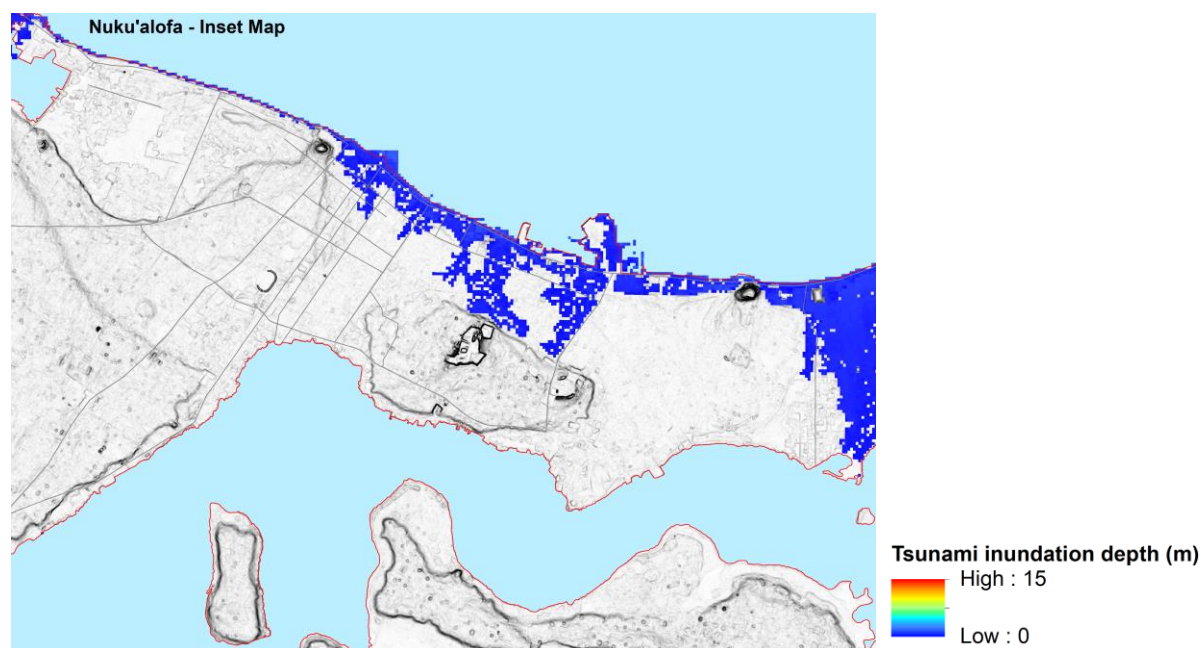 Nuku'alofa - Inset Map
Tsunami inundation depth (m)
High : 15
Low : 0